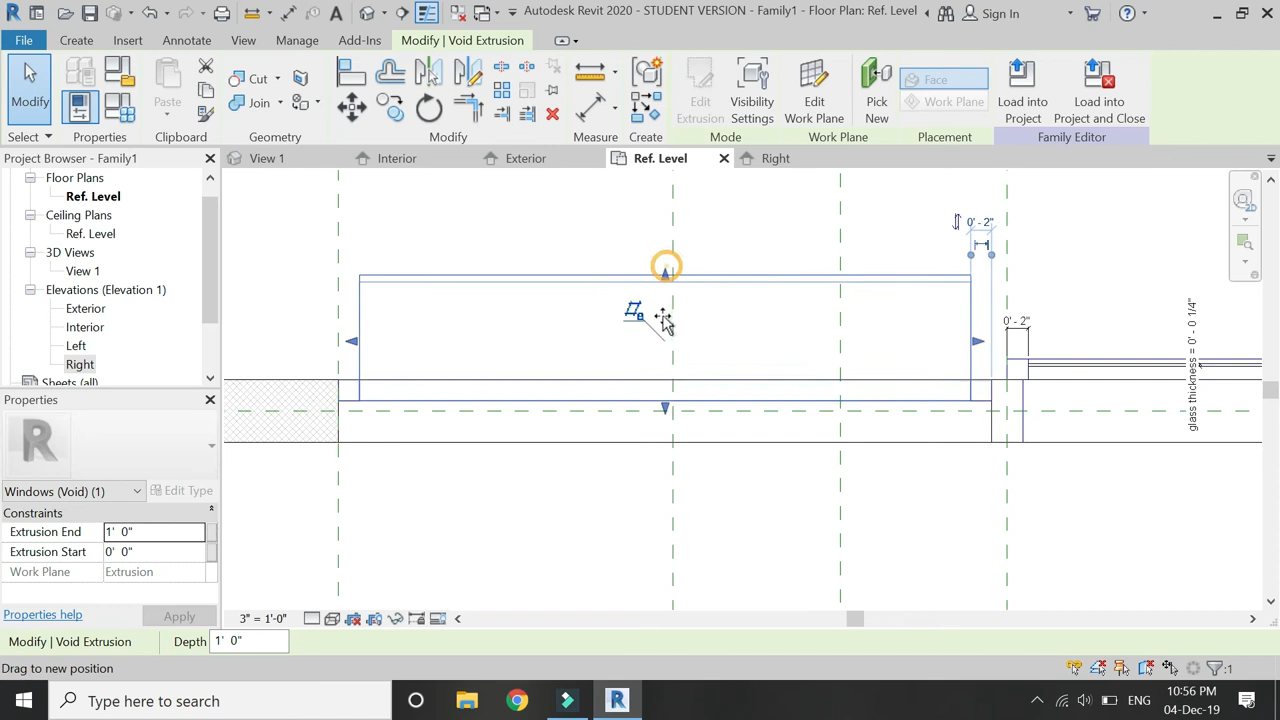 Autodesk Revit 2020 - STUDENT VERSION - Family1 - Floor Plan: Ref. Level
Sign In
File Create Insert Annotate View Manage Add-Ins Modify | Void Extrusion
Modify
Paste
Cut
Join
Edit
Extrusion
Visibility
Settings
Edit
Work Plane
Pick
New
Face
Work Plane
Load into
Project
Load into
Project and Close
Select Properties Clipboard Geometry Modify Measure Create Mode Work Plane Placement Family Editor
Project Browser - Family1
View 1 Interior Exterior Ref. Level Right
Floor Plans
Ref. Level
Ceiling Plans
Ref. Level
3D Views
View 1
Elevations (Elevation 1)
Exterior
Interior
Left
Right
Sheets (all)
0' - 2"
0' - 2"
glass thickness = 0' - 0 1/4"
Properties
Windows (Void) (1) Edit Type
Constraints
Extrusion End 1' 0"
Extrusion Start 0' 0"
Work Plane Extrusion
Properties help Apply
3" = 1'-0"
Modify | Void Extrusion Depth 1' 0"
Drag to new position
:1
Type here to search
ENG
10:56 PM
04-Dec-19